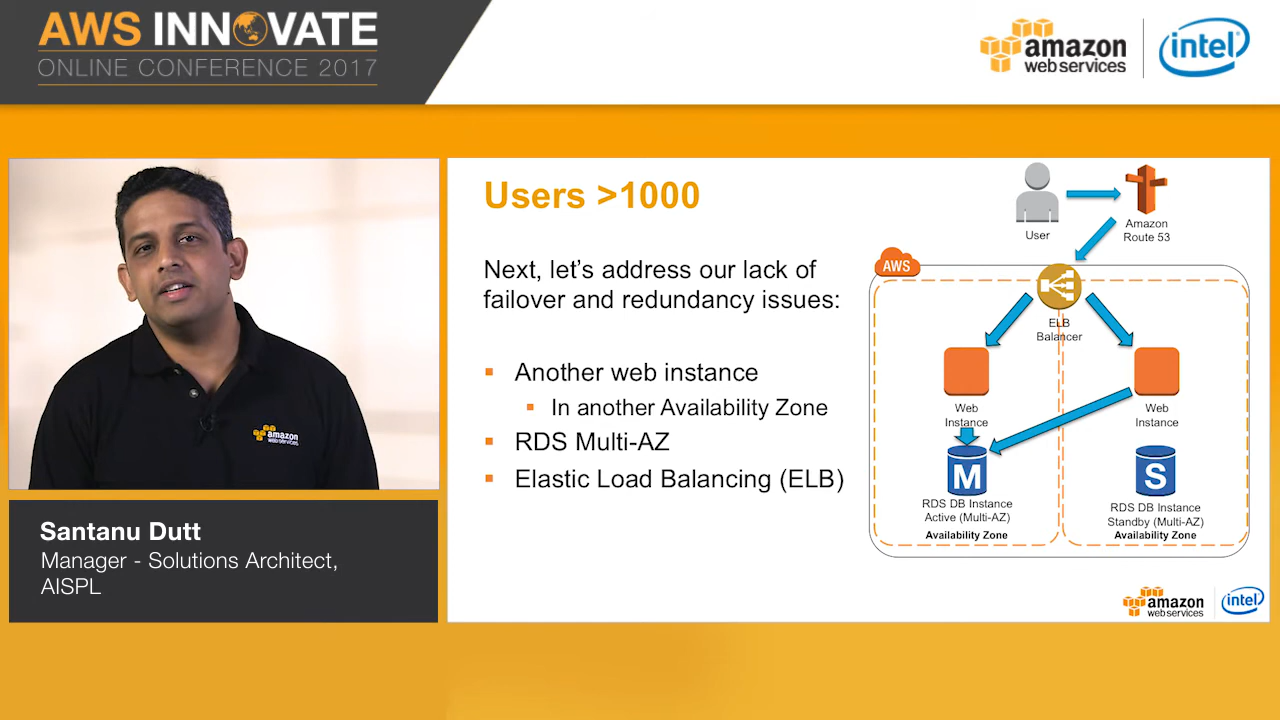 AWS INNOVATE
ONLINE CONFERENCE 2017
amazon
web services
intel
Users >1000
Next, let's address our lack of
failover and redundancy issues:
▪ Another web instance
▪ In another Availability Zone
▪ RDS Multi-AZ
▪ Elastic Load Balancing (ELB)
User
Amazon
Route 53
AWS
ELB
Balancer
Web
Instance
Web
Instance
M
RDS DB Instance
Active (Multi-AZ)
Availability Zone
S
RDS DB Instance
Standby (Multi-AZ)
Availability Zone
amazon
web services
intel
amazon
web services
Santanu Dutt
Manager - Solutions Architect,
AISPL